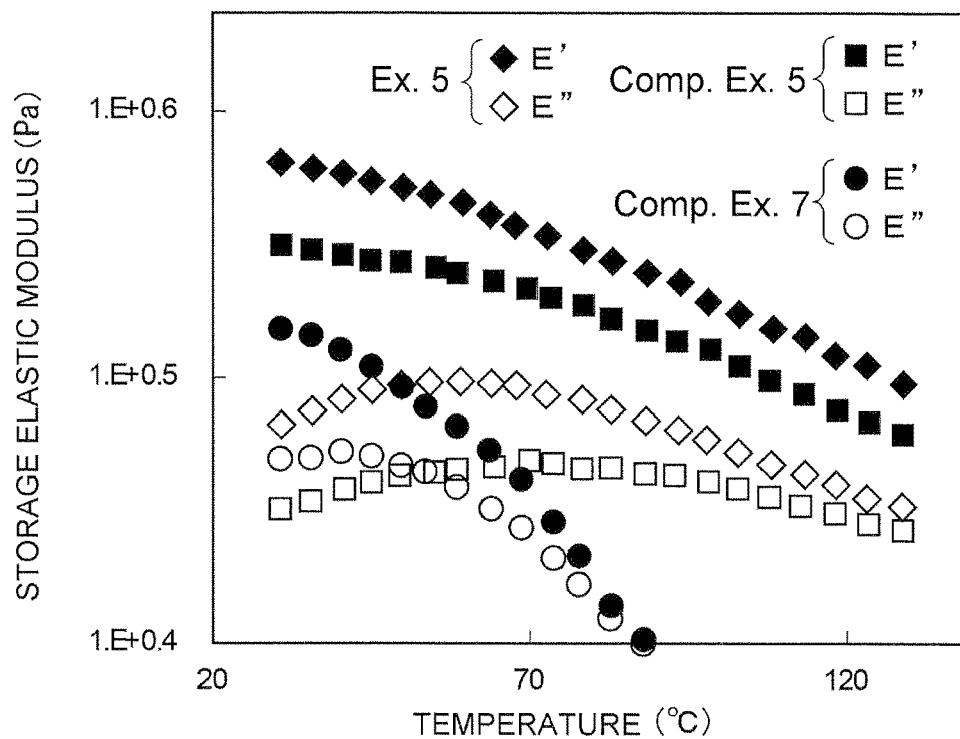 Ex. 5 { E' E"
Comp. Ex. 5 { E' E"
Comp. Ex. 7 { E' E"
STORAGE ELASTIC MODULUS (Pa)
1.E+0.6
1.E+0.5
1.E+0.4
20 70 120
TEMPERATURE (°C)